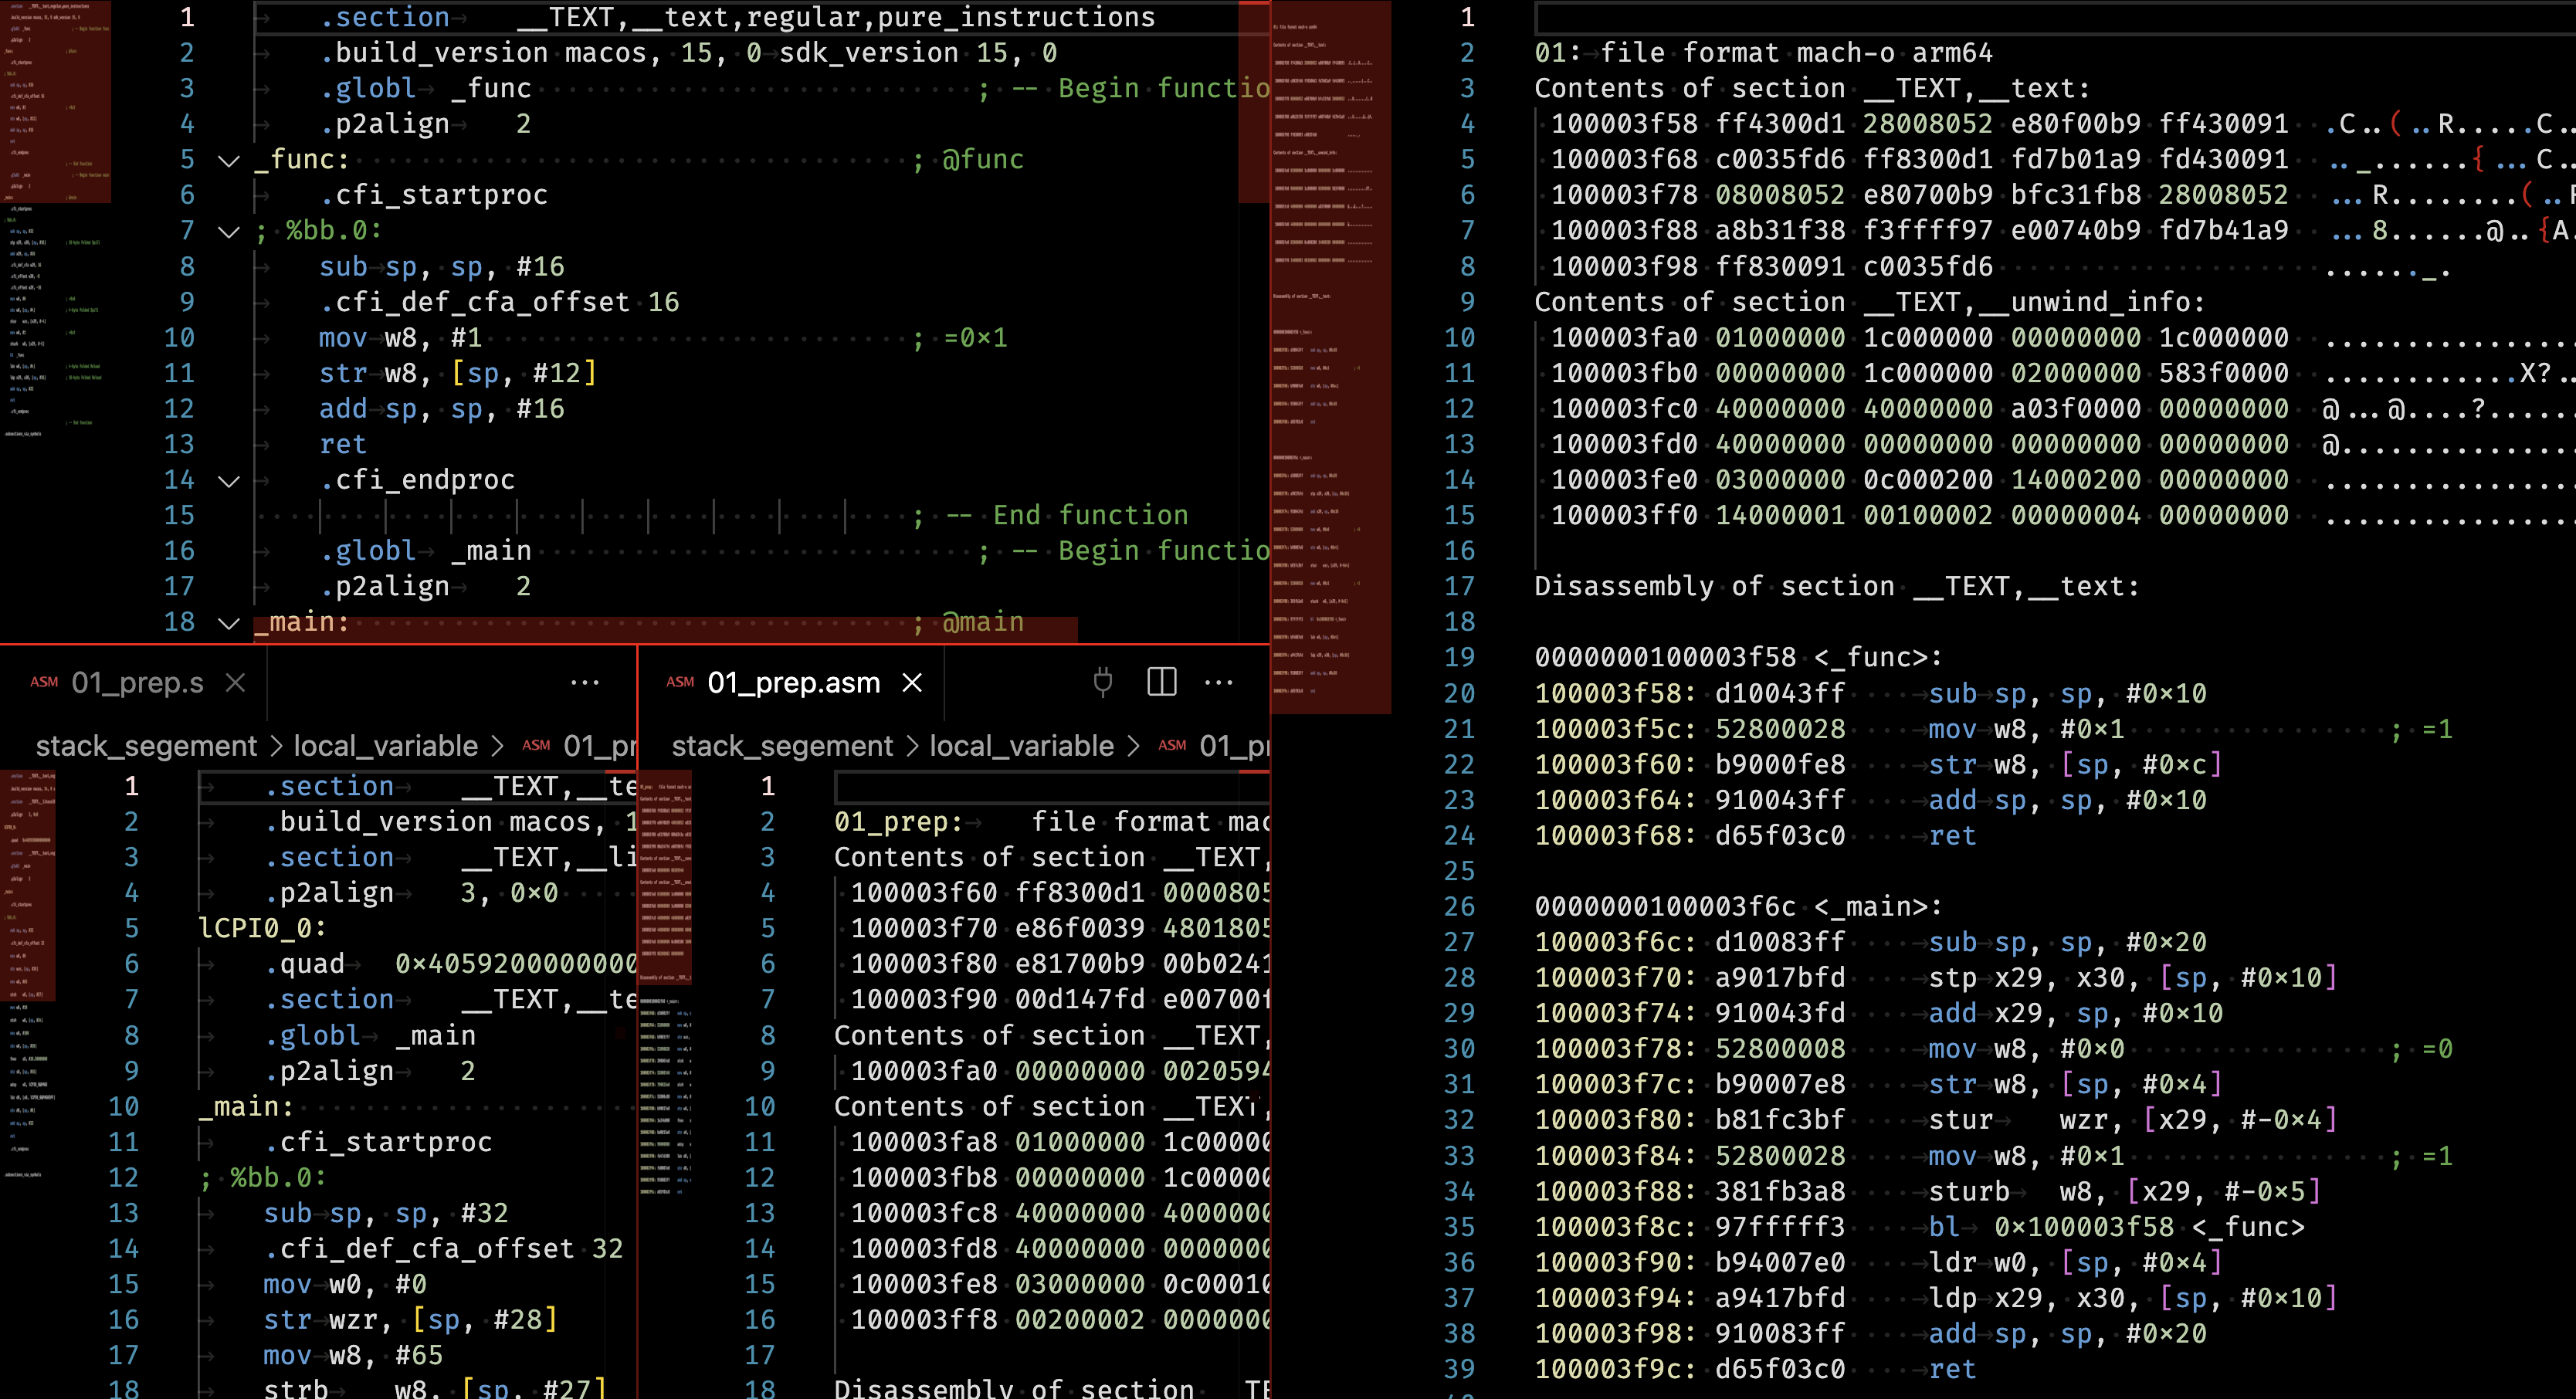 1 .section __TEXT,__text,regular,pure_instructions
2 .build_version macos, 15, 0 sdk_version 15, 0
3 .globl _func ; -- Begin functio
4 .p2align 2
5 _func: ; @func
6 .cfi_startproc
7 ; %bb.0:
8 sub sp, sp, #16
9 .cfi_def_cfa_offset 16
10 mov w8, #1 ; =0x1
11 str w8, [sp, #12]
12 add sp, sp, #16
13 ret
14 .cfi_endproc
15 ; -- End function
16 .globl _main ; -- Begin functio
17 .p2align 2
18 _main: ; @main
ASM 01_prep.s
stack_segement > local_variable > ASM 01_pr
1 .section __TEXT,__te
2 .build_version macos, 1
3 .section __TEXT,__li
4 .p2align 3, 0x0
5 lCPI0_0:
6 .quad 0x4059200000000
7 .section __TEXT,__te
8 .globl _main
9 .p2align 2
10 _main:
11 .cfi_startproc
12 ; %bb.0:
13 sub sp, sp, #32
14 .cfi_def_cfa_offset 32
15 mov w0, #0
16 str wzr, [sp, #28]
17 mov w8, #65
18 strb w8, [sp, #27]
ASM 01_prep.asm
stack_segement > local_variable > ASM 01_p
1
2 01_prep: file format mac
3 Contents of section __TEXT,
4 100003f60 ff8300d1 0000805
5 100003f70 e86f0039 4801805
6 100003f80 e81700b9 00b0241
7 100003f90 00d147fd e00700f
8 Contents of section __TEXT,
9 100003fa0 00000000 0020594
10 Contents of section __TEXT,
11 100003fa8 01000000 1c00000
12 100003fb8 00000000 1c00000
13 100003fc8 40000000 4000000
14 100003fd8 40000000 0000000
15 100003fe8 03000000 0c00010
16 100003ff8 00200002 0000000
17
18 Disassembly of section __TE
1
2 01: file format mach-o arm64
3 Contents of section __TEXT,__text:
4 100003f58 ff4300d1 28008052 e80f00b9 ff430091 .C..(..R.....C.
5 100003f68 c0035fd6 ff8300d1 fd7b01a9 fd430091 .._......{...C.
6 100003f78 08008052 e80700b9 bfc31fb8 28008052 ...R........(..R
7 100003f88 a8b31f38 f3ffff97 e00740b9 fd7b41a9 ...8......@..{A.
8 100003f98 ff830091 c0035fd6 ......_.
9 Contents of section __TEXT,__unwind_info:
10 100003fa0 01000000 1c000000 00000000 1c000000 ...............
11 100003fb0 00000000 1c000000 02000000 583f0000 ............X?..
12 100003fc0 40000000 40000000 a03f0000 00000000 @...@....?......
13 100003fd0 40000000 00000000 00000000 00000000 @...............
14 100003fe0 03000000 0c000200 14000200 00000000 ................
15 100003ff0 14000001 00100002 00000004 00000000 ................
16
17 Disassembly of section __TEXT,__text:
18
19 0000000100003f58 <_func>:
20 100003f58: d10043ff sub sp, sp, #0x10
21 100003f5c: 52800028 mov w8, #0x1 ; =1
22 100003f60: b9000fe8 str w8, [sp, #0xc]
23 100003f64: 910043ff add sp, sp, #0x10
24 100003f68: d65f03c0 ret
25
26 0000000100003f6c <_main>:
27 100003f6c: d10083ff sub sp, sp, #0x20
28 100003f70: a9017bfd stp x29, x30, [sp, #0x10]
29 100003f74: 910043fd add x29, sp, #0x10
30 100003f78: 52800008 mov w8, #0x0 ; =0
31 100003f7c: b90007e8 str w8, [sp, #0x4]
32 100003f80: b81fc3bf stur wzr, [x29, #-0x4]
33 100003f84: 52800028 mov w8, #0x1 ; =1
34 100003f88: 381fb3a8 sturb w8, [x29, #-0x5]
35 100003f8c: 97fffff3 bl 0x100003f58 <_func>
36 100003f90: b94007e0 ldr w0, [sp, #0x4]
37 100003f94: a9417bfd ldp x29, x30, [sp, #0x10]
38 100003f98: 910083ff add sp, sp, #0x20
39 100003f9c: d65f03c0 ret